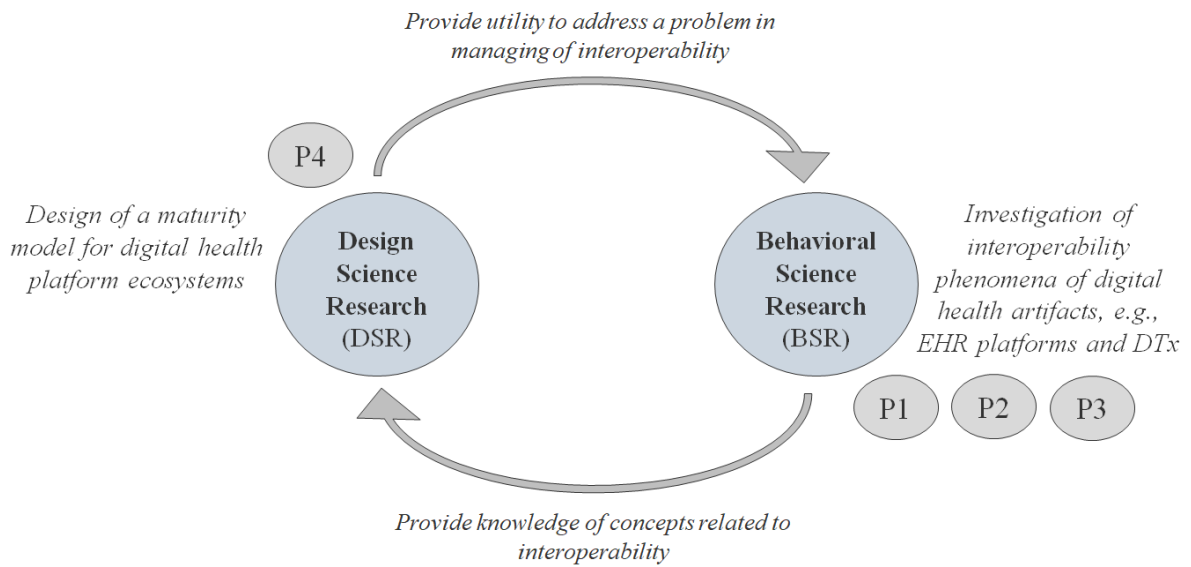 Provide utility to address a problem in
managing of interoperability
P4
Design of a maturity
model for digital health
platform ecosystems
Design
Science
Research
(DSR)
Behavioral
Science
Research
(BSR)
Investigation of
interoperability
phenomena of digital
health artifacts, e.g.,
EHR platforms and DTx
P1
P2
P3
Provide knowledge of concepts related to
interoperability